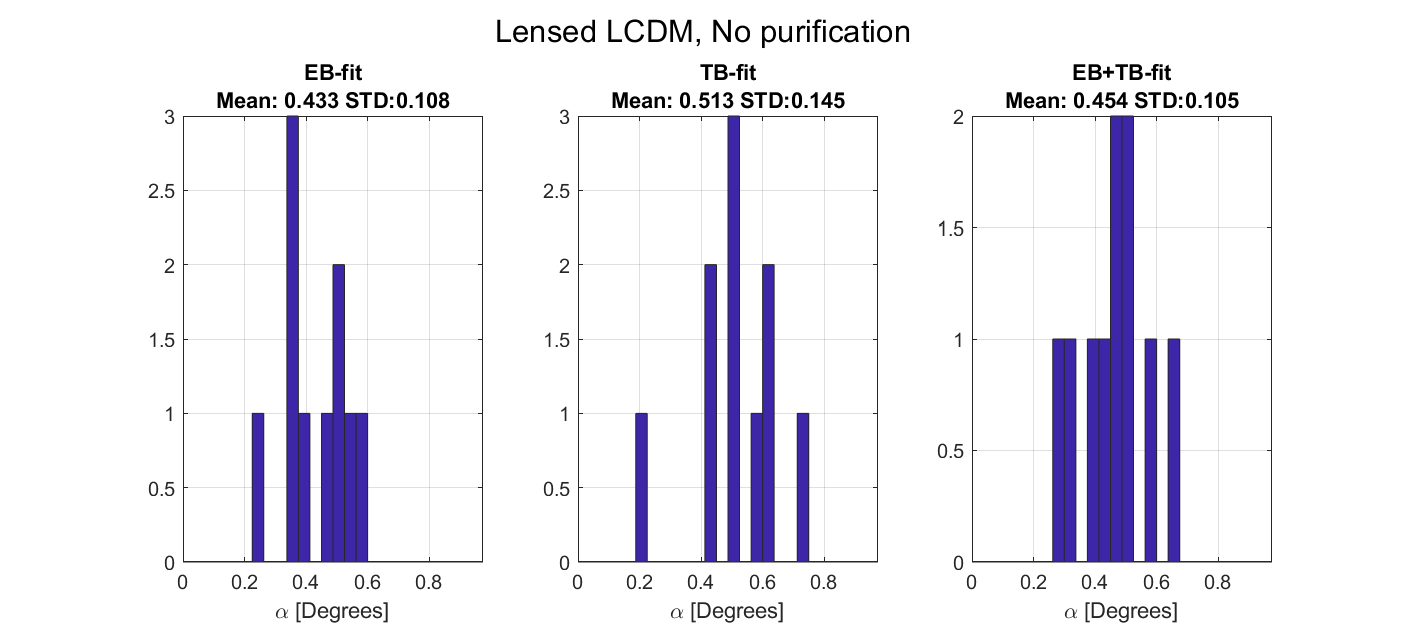 Lensed LCDM, No purification
EB-fit
Mean: 0.433 STD:0.108
3
2.5
2
1.5
1
0.5
0
0 0.2 0.4 0.6 0.8
α [Degrees]
TB-fit
Mean: 0.513 STD:0.145
3
2.5
2
1.5
1
0.5
0
0 0.2 0.4 0.6 0.8
α [Degrees]
EB+TB-fit
Mean: 0.454 STD:0.105
2
1.5
1
0.5
0
0 0.2 0.4 0.6 0.8
α [Degrees]